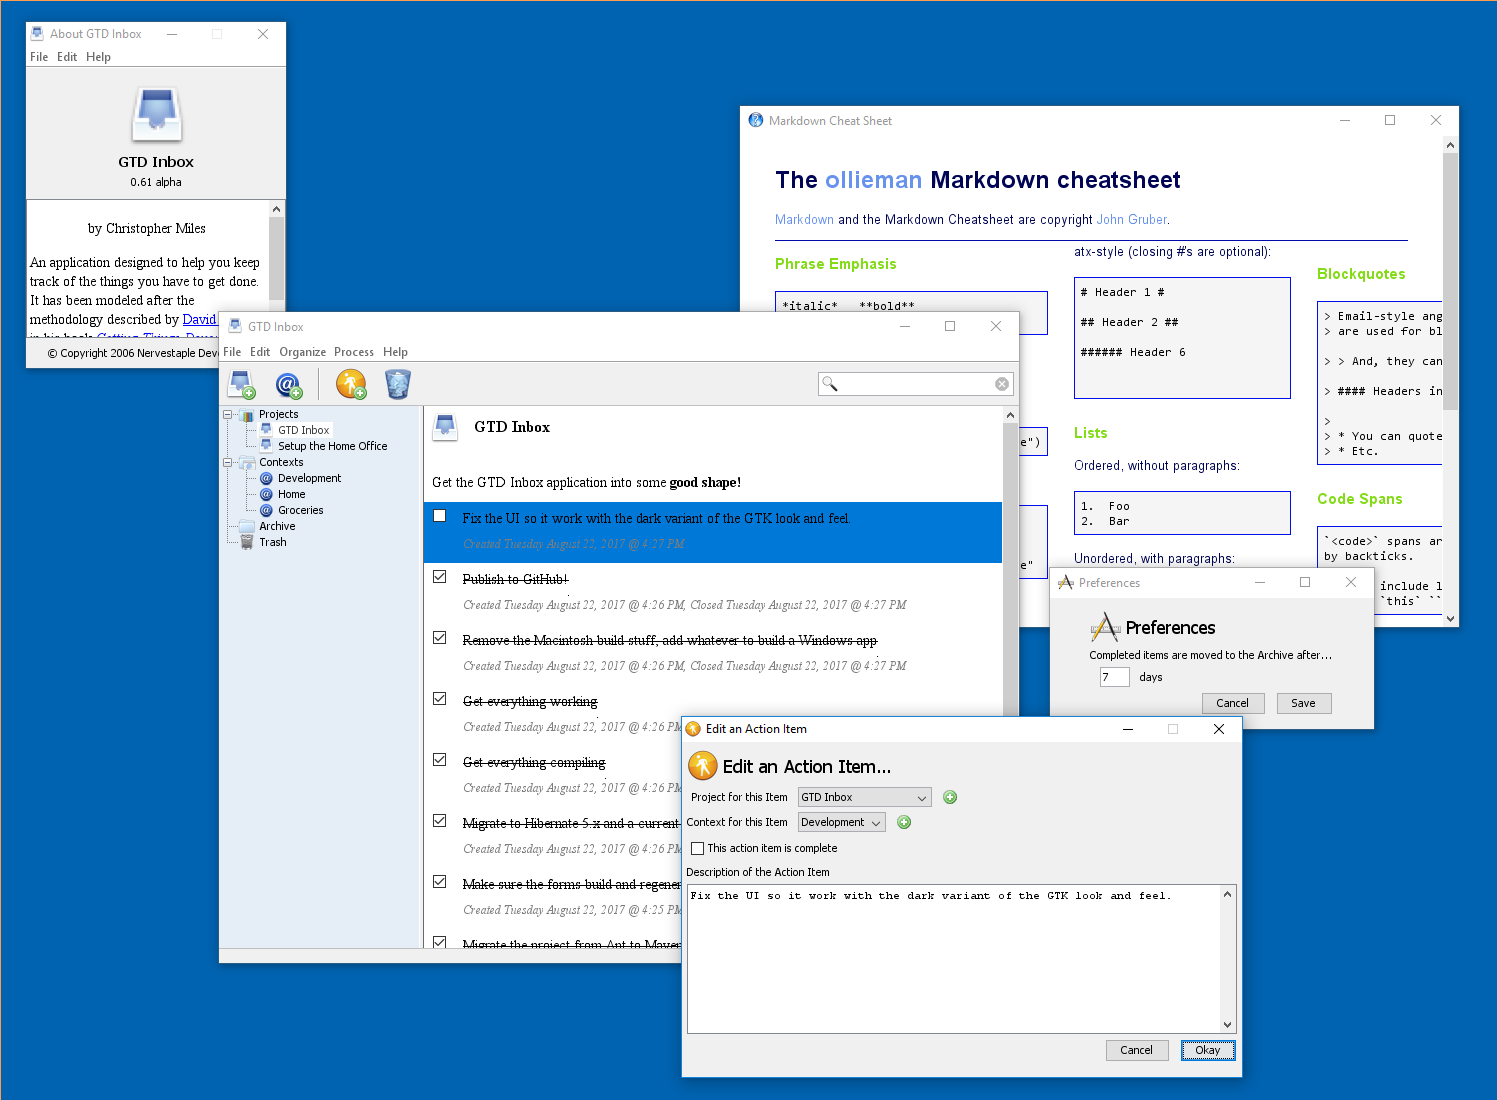 About GTD Inbox
File Edit Help
GTD Inbox
0.61 alpha
by Christopher Miles
An application designed to help you keep
track of the things you have to get done.
It has been modeled after the
methodology described by David
© Copyright 2006 Nervestaple
Markdown Cheat Sheet
The ollieman Markdown cheatsheet
Markdown and the Markdown Cheatsheet are copyright John Gruber.
Phrase Emphasis
*italic* **bold**
atx-style (closing #'s are optional):
# Header 1 #
## Header 2 ##
###### Header 6
Lists
Ordered, without paragraphs:
1. Foo
2. Bar
Unordered, with paragraphs:
Blockquotes
> Email-style ang
> are used for bl
> > And, they can
> #### Headers in
>
> * You can quote
> * Etc.
Code Spans
`<code>` spans ar
by backticks.
include l
`this` ``
e")
e"
GTD Inbox
File Edit Organize Process Help
Projects
GTD Inbox
Setup the Home Office
Contexts
Development
Home
Groceries
Archive
Trash
GTD Inbox
Get the GTD Inbox application into some good shape!
Fix the UI so it work with the dark variant of the GTK look and feel.
Created Tuesday August 22, 2017 @ 4:27 PM
Publish to GitHub!
Created Tuesday August 22, 2017 @ 4:26 PM, Closed Tuesday August 22, 2017 @ 4:27 PM
Remove the Macintosh build stuff, add whatever to build a Windows app
Created Tuesday August 22, 2017 @ 4:26 PM, Closed Tuesday August 22, 2017 @ 4:27 PM
Get everything working
Created Tuesday August 22, 2017 @ 4:26 PM
Get everything compiling
Created Tuesday August 22, 2017 @ 4:26 PM
Migrate to Hibernate 5.x and a current
Created Tuesday August 22, 2017 @ 4:26 PM
Make sure the forms build and regener
Created Tuesday August 22, 2017 @ 4:25 PM
Migrate the project from Ant to Maven
Preferences
Preferences
Completed items are moved to the Archive after...
7 days
Cancel Save
Edit an Action Item
Edit an Action Item...
Project for this Item GTD Inbox
Context for this Item Development
This action item is complete
Description of the Action Item
Fix the UI so it work with the dark variant of the GTK look and feel.
Cancel Okay